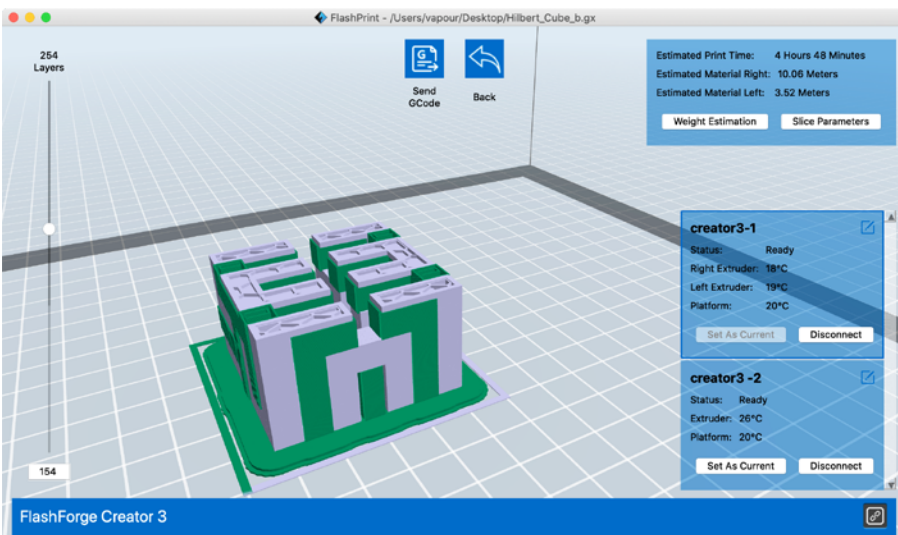 FlashPrint - /Users/vapour/Desktop/Hilbert_Cube_b.gx
254
Layers
Send
GCode
Back
Estimated Print Time: 4 Hours 48 Minutes
Estimated Material Right: 10.06 Meters
Estimated Material Left: 3.52 Meters
Weight Estimation
Slice Parameters
creator3-1
Status: Ready
Right Extruder: 18°C
Left Extruder: 19°C
Platform: 20°C
Set As Current
Disconnect
creator3 -2
Status: Ready
Extruder: 26°C
Platform: 20°C
Set As Current
Disconnect
154
FlashForge Creator 3